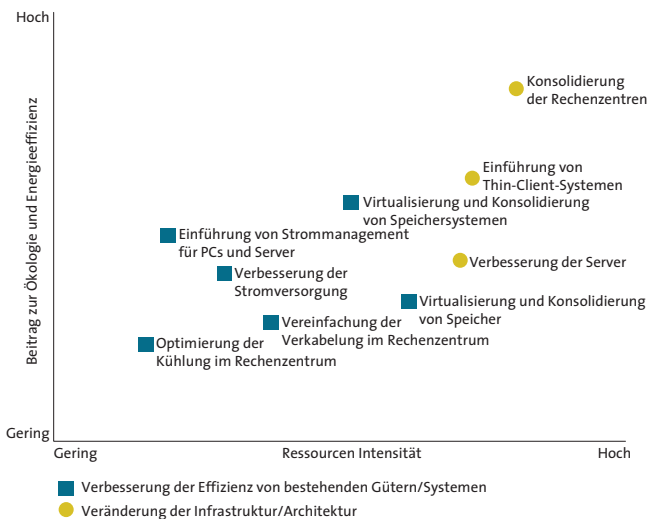 Hoch
Beitrag zur Ökologie und Energieeffizienz
Konsolidierung
der Rechenzentren
Einführung von
Thin-Client-Systemen
Virtualisierung und Konsolidierung
von Speichersystemen
Einführung von Strommanagement
für PCs und Server
Verbesserung der Server
Verbesserung der
Stromversorgung
Virtualisierung und Konsolidierung
von Speicher
Vereinfachung der
Verkabelung im Rechenzentrum
Optimierung der
Kühlung im Rechenzentrum
Gering
Gering
Ressourcen Intensität
Hoch
Verbesserung der Effizienz von bestehenden Gütern/Systemen
Veränderung der Infrastruktur/Architektur